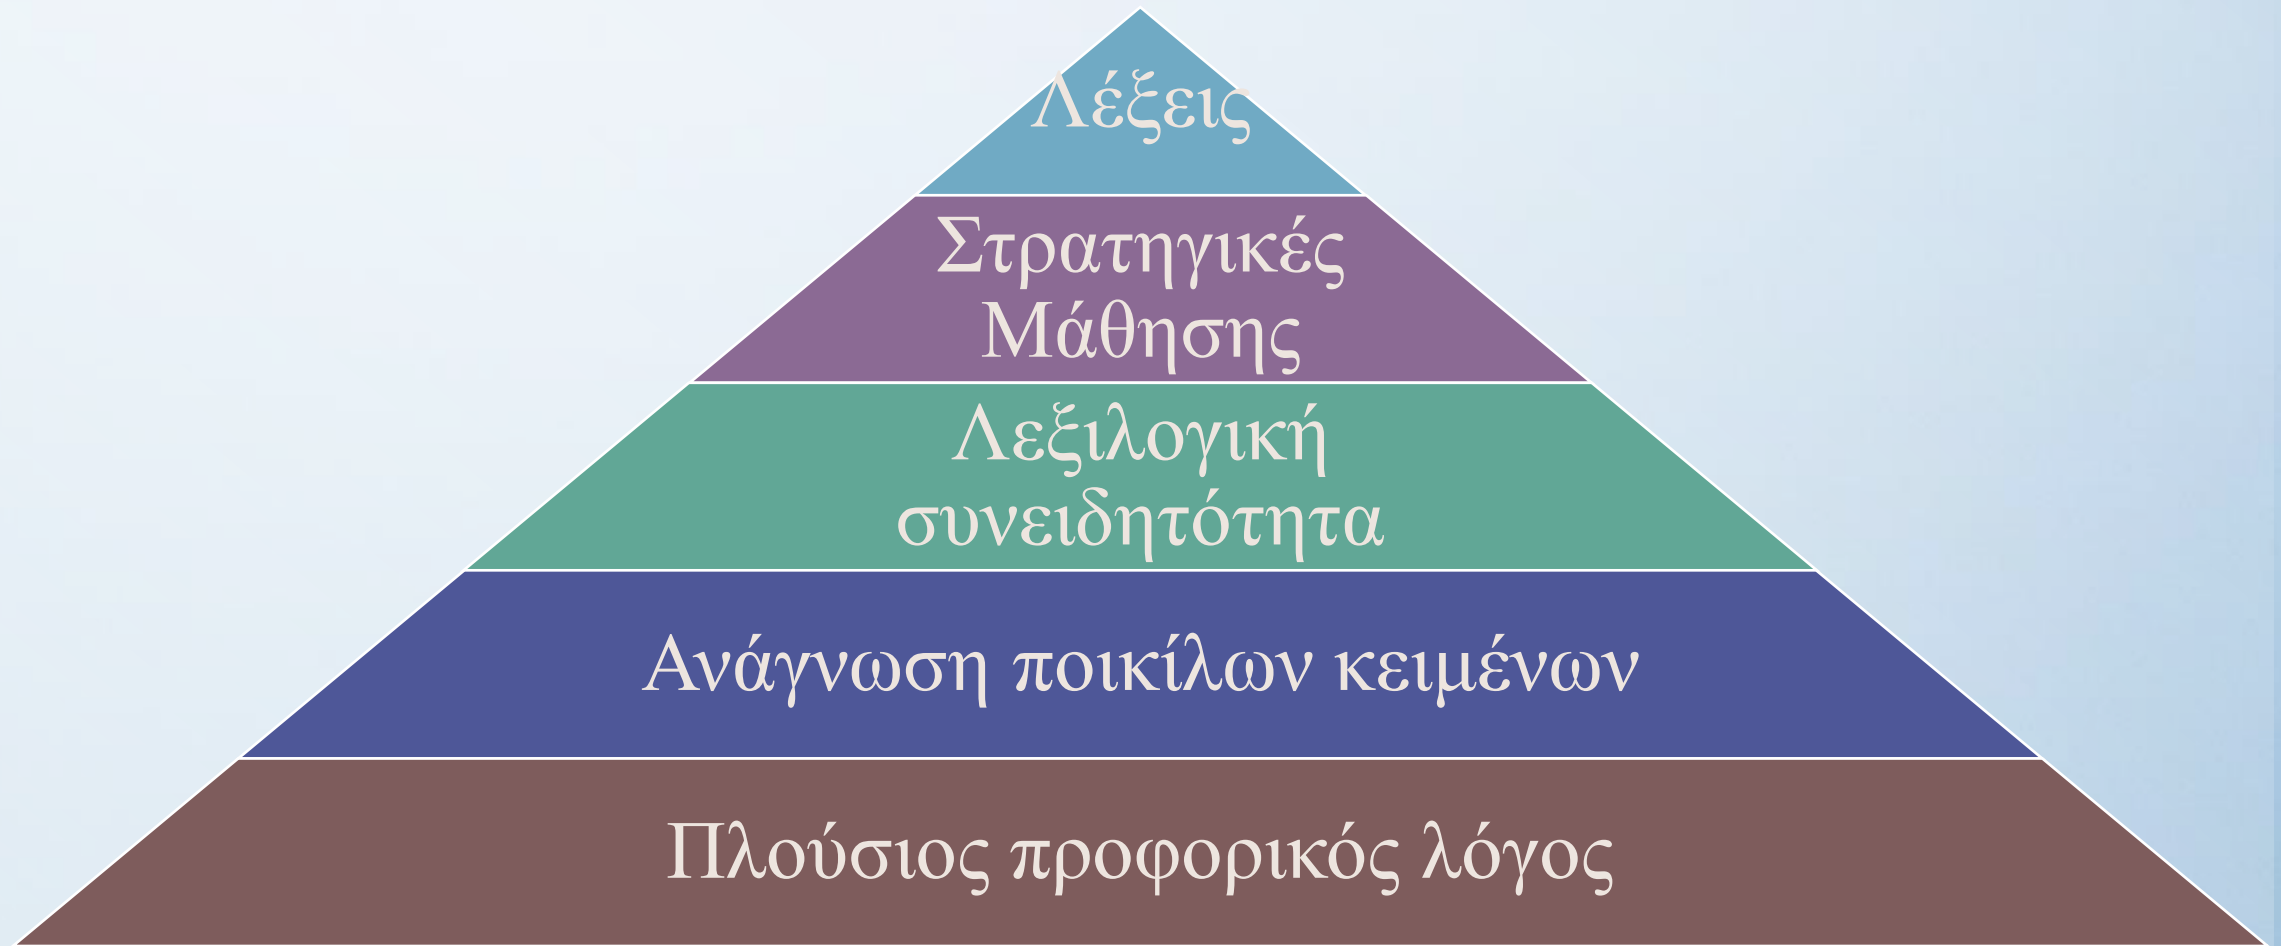 Λέξεις
Στρατηγικές
Μάθησης
Λεξιλογική
συνειδητότητα
Ανάγνωση ποικίλων κειμένων
Πλούσιος προφορικός λόγος